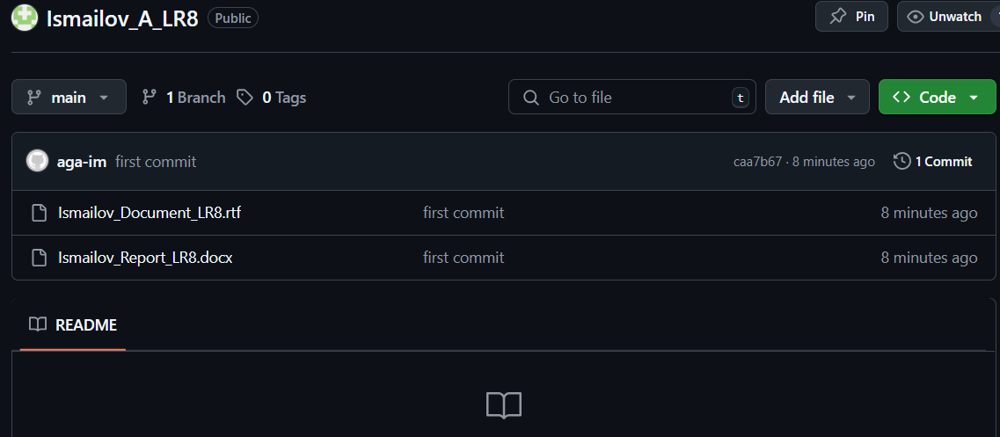 Ismailov_A_LR8 Public Pin Unwatch
main 1 Branch 0 Tags Go to file t Add file Code
aga-im first commit caa7b67 · 8 minutes ago 1 Commit
Ismailov_Document_LR8.rtf first commit 8 minutes ago
Ismailov_Report_LR8.docx first commit 8 minutes ago
README